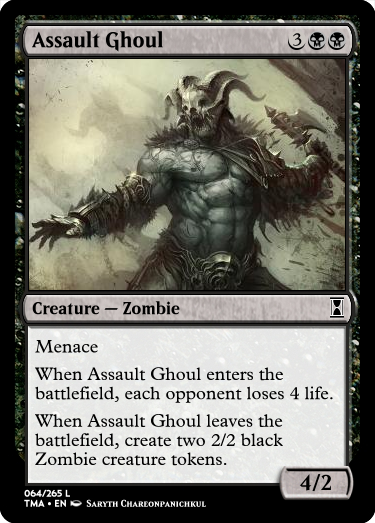 Assault Ghoul 3
Creature — Zombie
Menace
When Assault Ghoul enters the
battlefield, each opponent loses 4 life.
When Assault Ghoul leaves the
battlefield, create two 2/2 black
Zombie creature tokens.
4/2
064/265 L
TMA • EN Saryth Chareonpanichkul